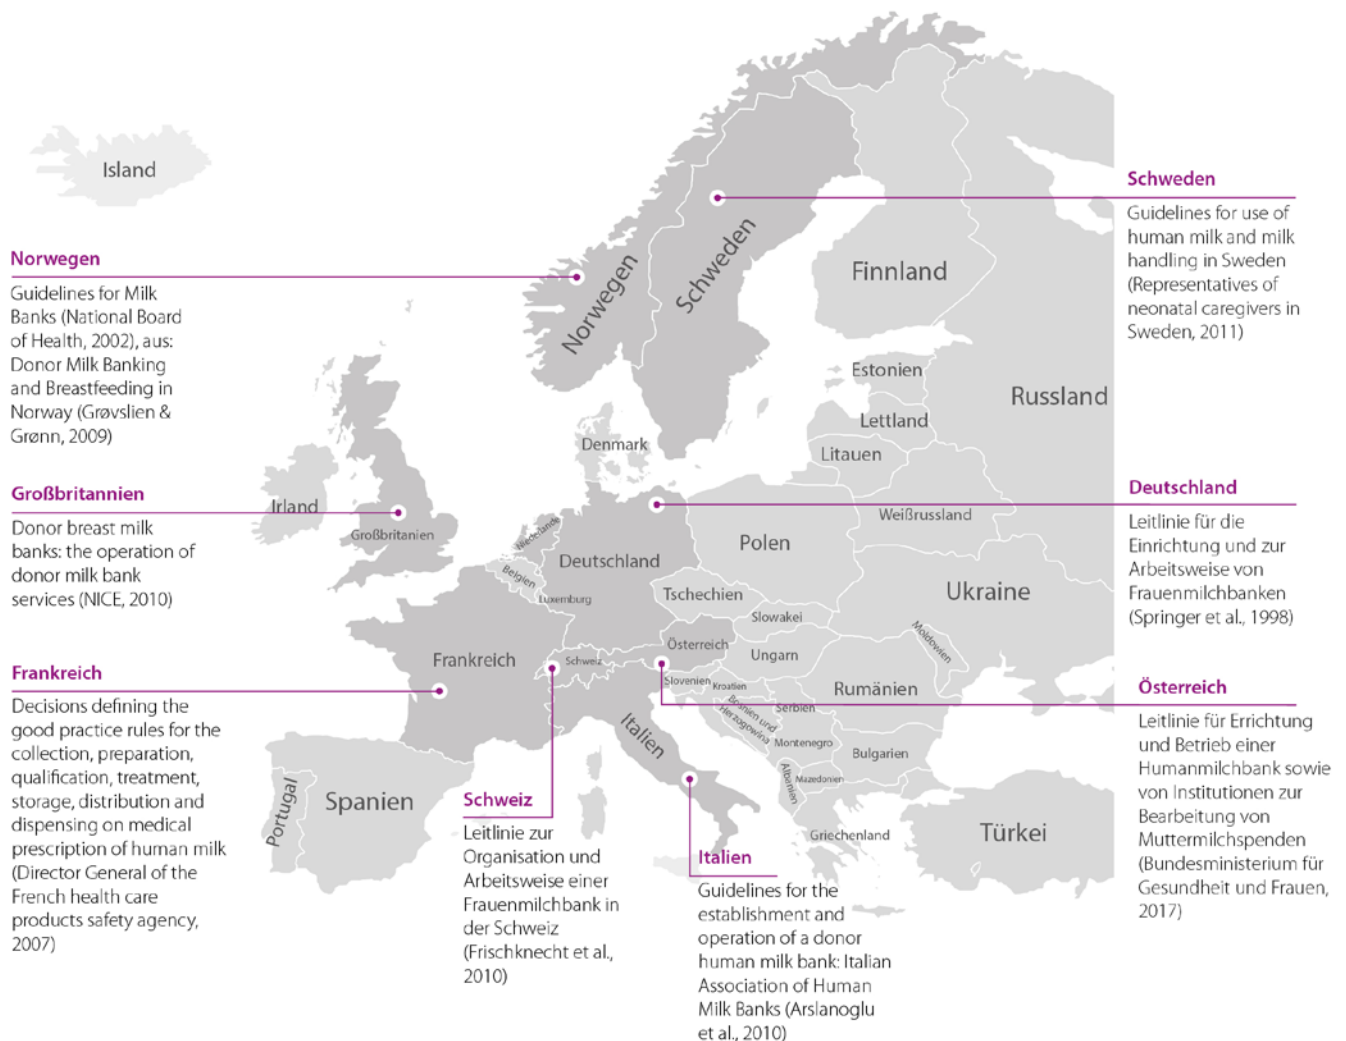 Island
Norwegen
Guidelines for Milk
Banks (National Board
of Health, 2002), aus:
Donor Milk Banking
and Breastfeeding in
Norway (Grøvslien &
Grønn, 2009)
Großbritannien
Donor breast milk
banks: the operation of
donor milk bank
services (NICE, 2010)
Frankreich
Decisions defining the
good practice rules for the
collection, preparation,
qualification, treatment,
storage, distribution and
dispensing on medical
prescription of human milk
(Director General of the
French health care
products safety agency,
2007)
Schweiz
Leitlinie zur
Organisation und
Arbeitsweise einer
Frauenmilchbank in
der Schweiz
(Frischknecht et al.,
2010)
Italien
Guidelines for the
establishment and
operation of a donor
human milk bank: Italian
Association of Human
Milk Banks (Arslanoglu
et al., 2010)
Schweden
Guidelines for use of
human milk and milk
handling in Sweden
(Representatives of
neonatal caregivers in
Sweden, 2011)
Deutschland
Leitlinie für die
Einrichtung und zur
Arbeitsweise von
Frauenmilchbanken
(Springer et al., 1998)
Österreich
Leitlinie für Errichtung
und Betrieb einer
Humanmilchbank sowie
von Institutionen zur
Bearbeitung von
Muttermilchspenden
(Bundesministerium für
Gesundheit und Frauen,
2017)
Norwegen
Schweden
Finnland
Estonien
Lettland
Litauen
Russland
Denmark
Irland
Großbritanien
Niederlande
Belgien
Luxemburg
Deutschland
Polen
Weißrussland
Ukraine
Tschechien
Slowakei
Österreich
Ungarn
Moldovien
Frankreich
Schweiz
Slovenien
Kroatien
Bosnien und
Herzogowina
Serbien
Rumänien
Montenegro
Bulgarien
Albanien
Mazedonien
Griechenland
Italien
Portugal
Spanien
Türkei